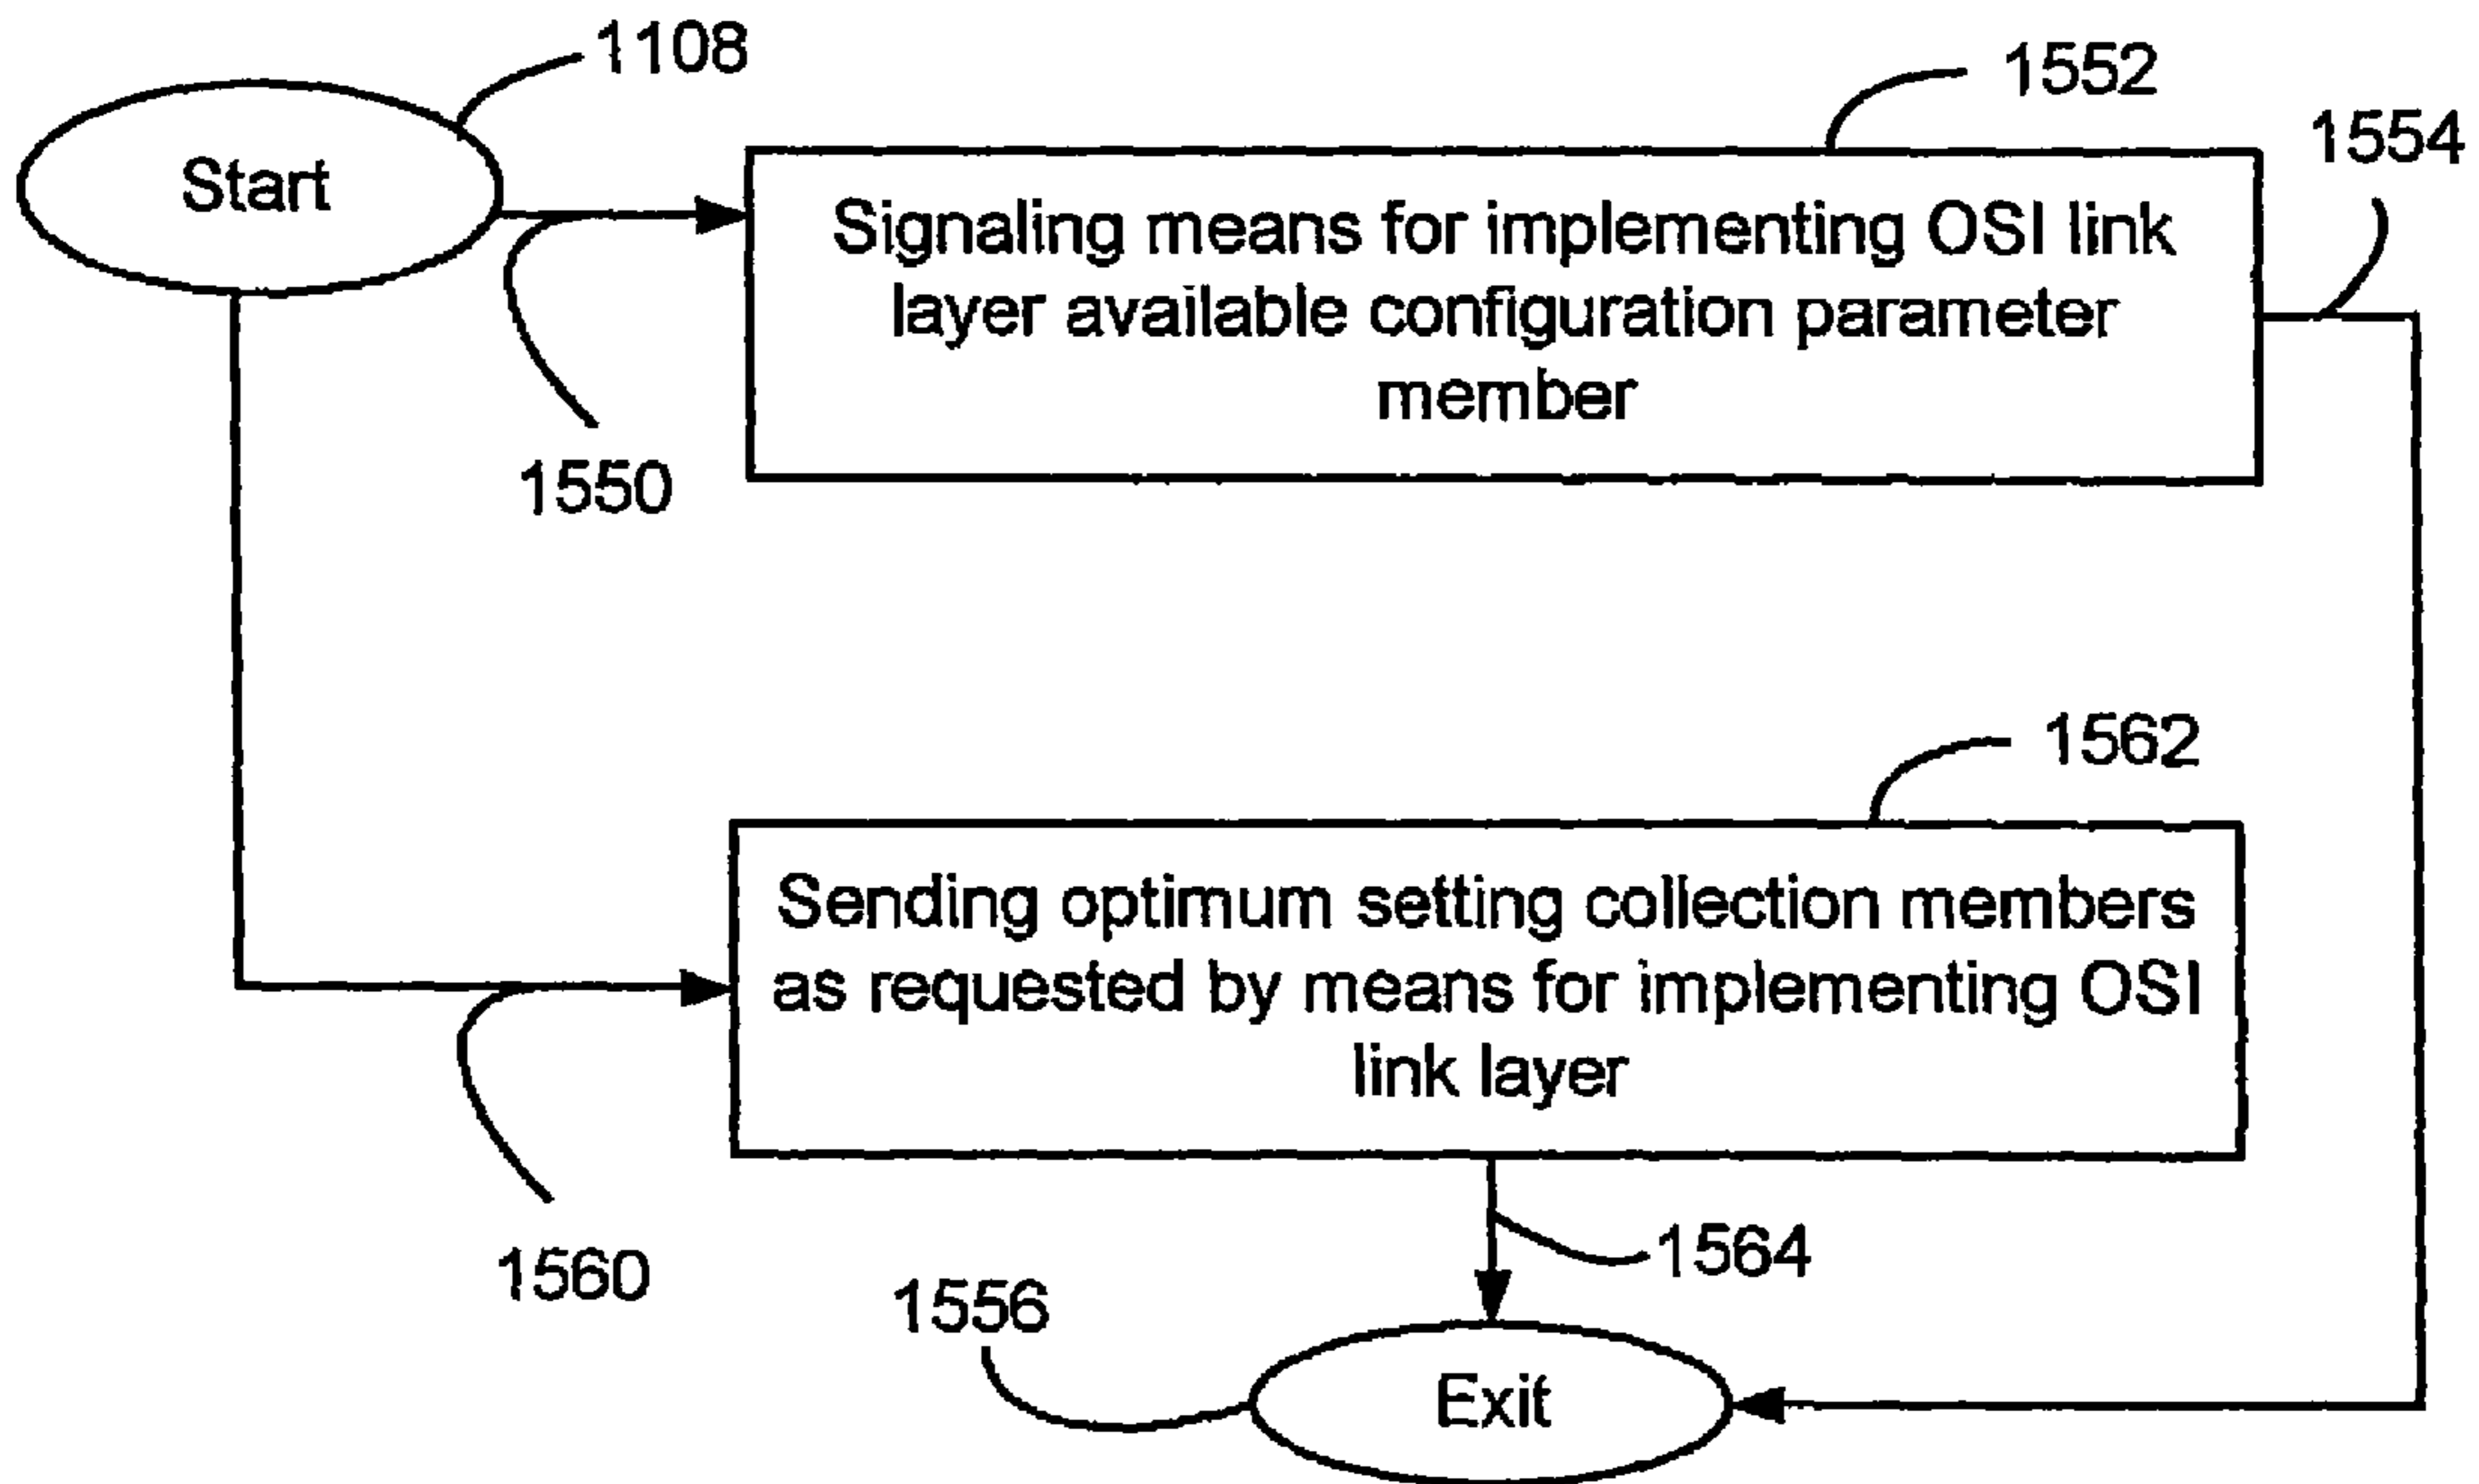 1108
1552
1554
Start
Signaling means for implementing OSI link
layer available configuration parameter
member
1550
1562
Sending optimum setting collection members
as requested by means for implementing OSI
link layer
1560
1564
1556
Exit